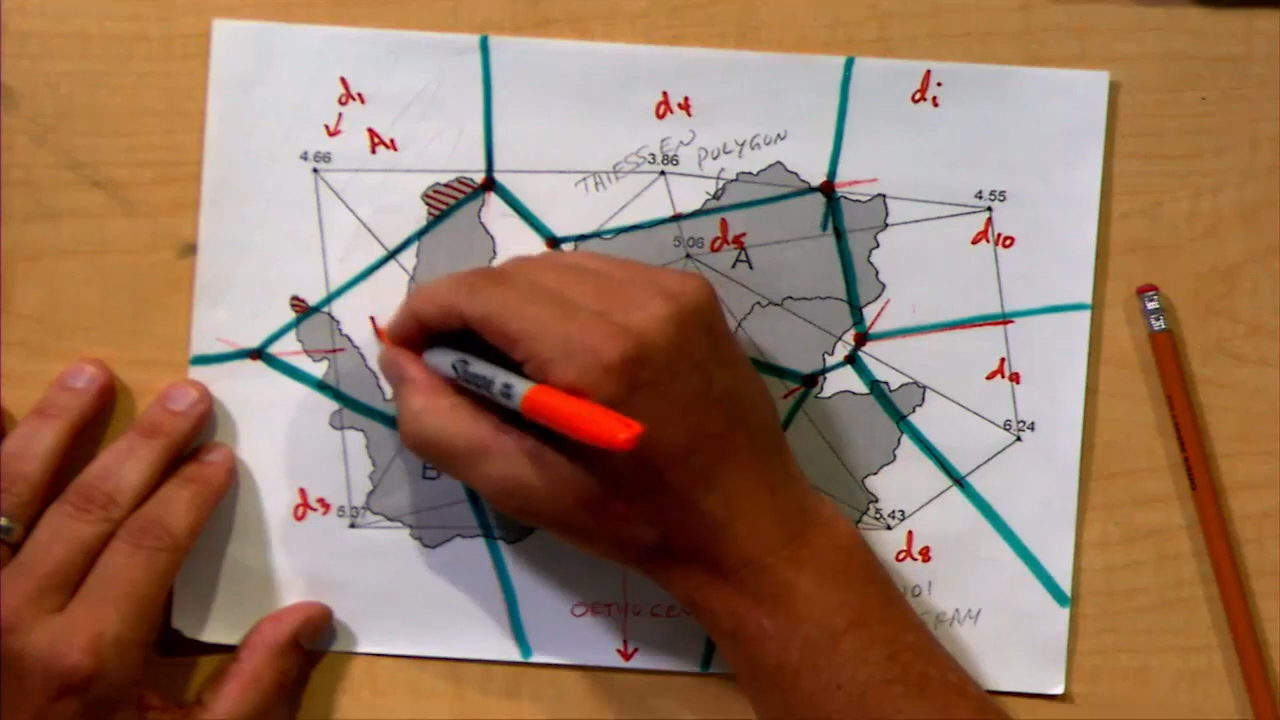 d1
d4
di
A1
4.66
THIESSEN POLYGON
3.86
4.55
5.06
d5
A
d10
d9
6.24
B
d3
5.37
5.43
d8
Sharpie